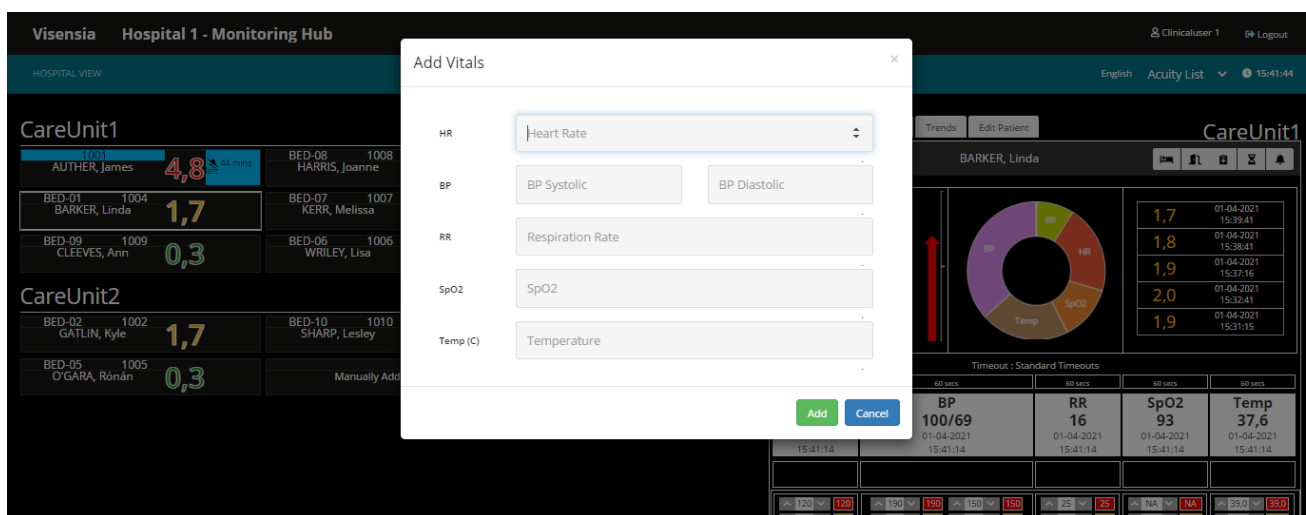 Visensia Hospital 1 - Monitoring Hub
Clinicaluser 1 Logout
HOSPITAL VIEW
English Acuity List 15:41:44
CareUnit1
1001
AUTHER, James
4,8
44 mins
left
BED-08 1008
HARRIS, Joanne
BED-01 1004
BARKER, Linda
1,7
BED-07 1007
KERR, Melissa
BED-09 1009
CLEEVES, Ann
0,3
BED-06 1006
WRILEY, Lisa
CareUnit2
BED-02 1002
GATLIN, Kyle
1,7
BED-10 1010
SHARP, Lesley
BED-05 1005
O'GARA, Rónán
0,3
Manually Add
Add Vitals
×
HR Heart Rate
BP BP Systolic BP Diastolic
RR Respiration Rate
SpO2 SpO2
Temp (C) Temperature
Add Cancel
Trends Edit Patient
CareUnit1
BARKER, Linda
RR
HR
SpO2
Temp
BP
1,7 01-04-2021 15:39:41
1,8 01-04-2021 15:38:41
1,9 01-04-2021 15:37:16
2,0 01-04-2021 15:32:41
1,9 01-04-2021 15:31:15
Timeout : Standard Timeouts
60 secs 60 secs 60 secs 60 secs
BP RR SpO2 Temp
100/69 16 93 37,6
01-04-2021 01-04-2021 01-04-2021 01-04-2021
15:41:14 15:41:14 15:41:14 15:41:14 15:41:14
120 120 190 190 150 150 25 25 NA NA 39,0 39,0